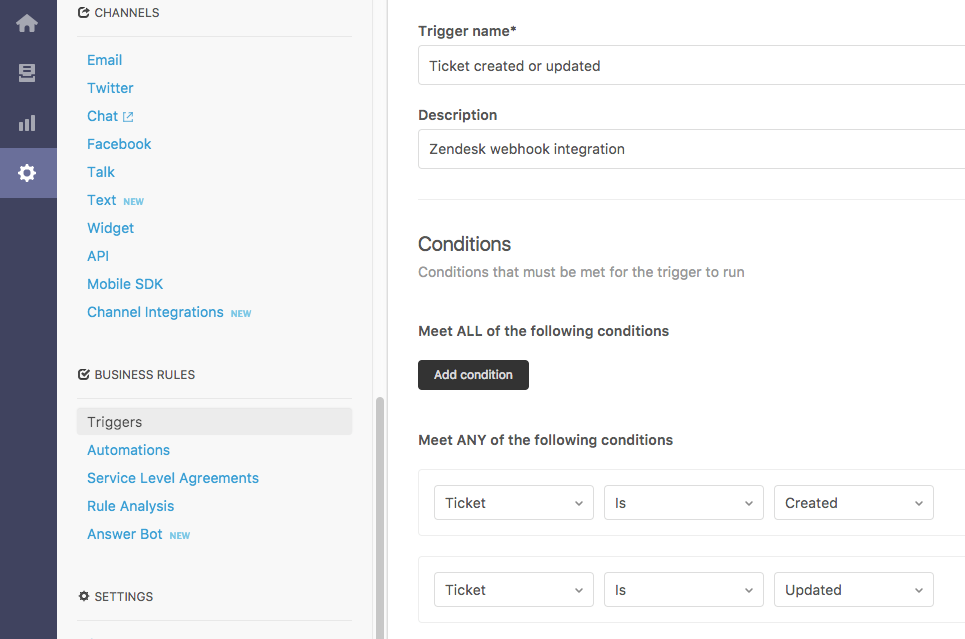 CHANNELS
Email
Twitter
Chat
Facebook
Talk
Text NEW
Widget
API
Mobile SDK
Channel Integrations NEW
BUSINESS RULES
Triggers
Automations
Service Level Agreements
Rule Analysis
Answer Bot NEW
SETTINGS
Trigger name*
Ticket created or updated
Description
Zendesk webhook integration
Conditions
Conditions that must be met for the trigger to run
Meet ALL of the following conditions
Add condition
Meet ANY of the following conditions
Ticket Is Created
Ticket Is Updated